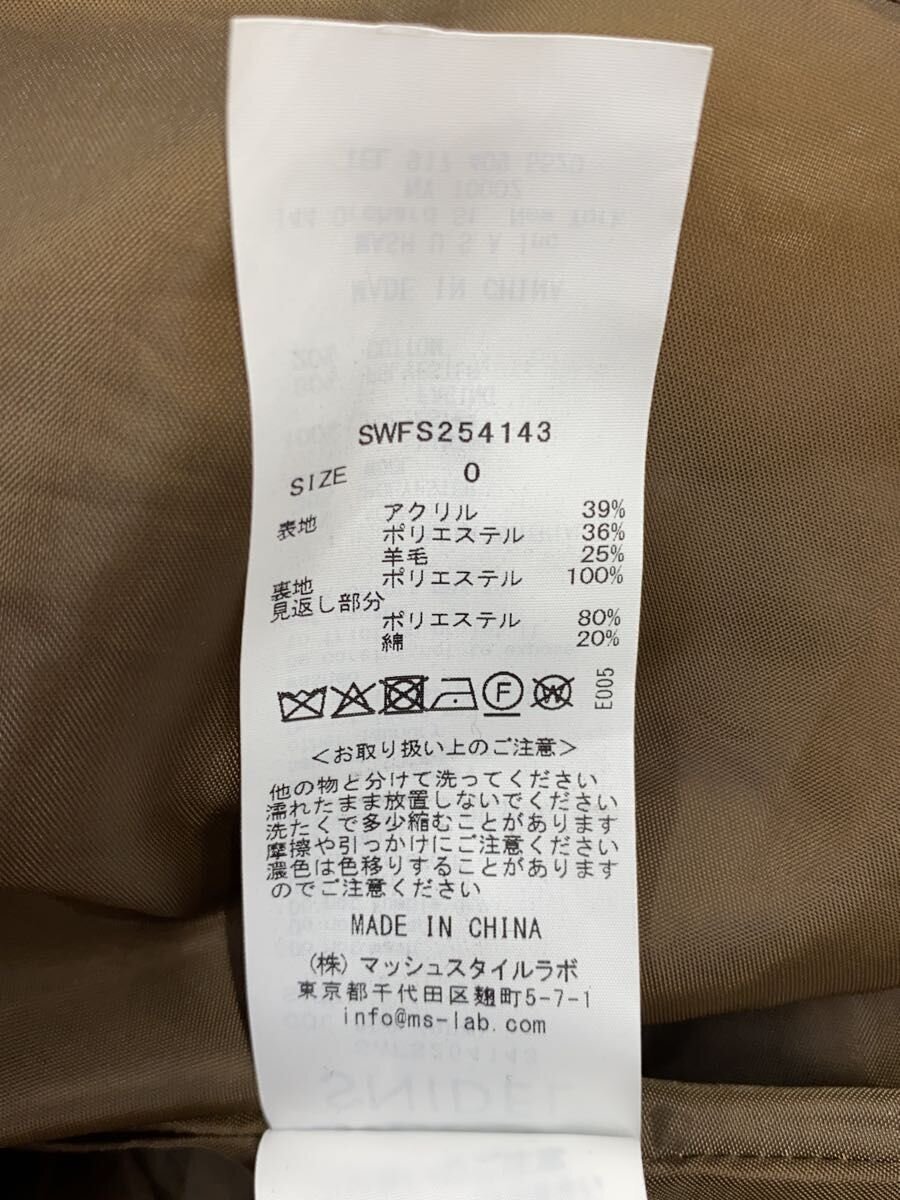 SWFS254143
SIZE 0
表地 アクリル 39%
ポリエステル 36%
羊毛 25%
裏地 ポリエステル 100%
見返し部分
ポリエステル 80%
綿 20%
F W E005
<お取り扱い上のご注意>
他の物と分けて洗ってください
濡れたまま放置しないでください
洗たくで多少縮むことがあります
摩擦や引っかけにご注意ください
濃色は色移りすることがあります
のでご注意ください
MADE IN CHINA
(株)マッシュスタイルラボ
東京都千代田区麹町5-7-1
info@ms-lab.com